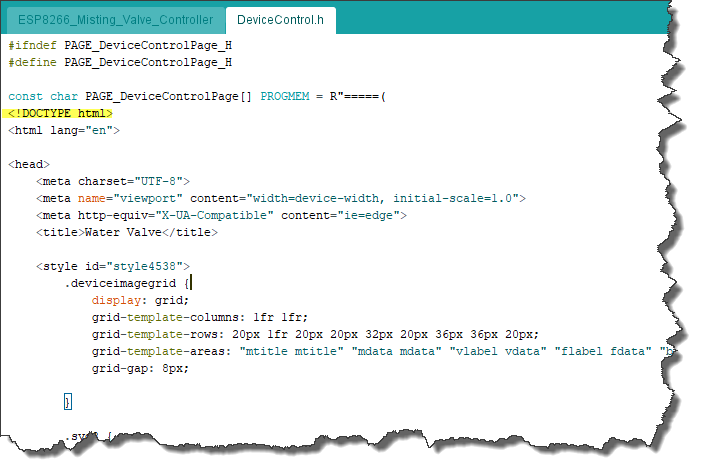 ESP8266_Misting_Valve_Controller
DeviceControl.h
#ifndef PAGE_DeviceControlPage_H
#define PAGE_DeviceControlPage_H
const char PAGE_DeviceControlPage[] PROGMEM = R"=====(
<!DOCTYPE html>
<html lang="en">
<head>
<meta charset="UTF-8">
<meta name="viewport" content="width=device-width, initial-scale=1.0">
<meta http-equiv="X-UA-Compatible" content="ie=edge">
<title>Water Valve</title>
<style id="style4538">
.deviceimagegrid {
display: grid;
grid-template-columns: 1fr 1fr;
grid-template-rows: 20px 1fr 20px 20px 32px 20px 36px 36px 20px;
grid-template-areas: "mtitle mtitle" "mdata mdata" "vlabel vdata" "flabel fdata" "b
grid-gap: 8px;
}